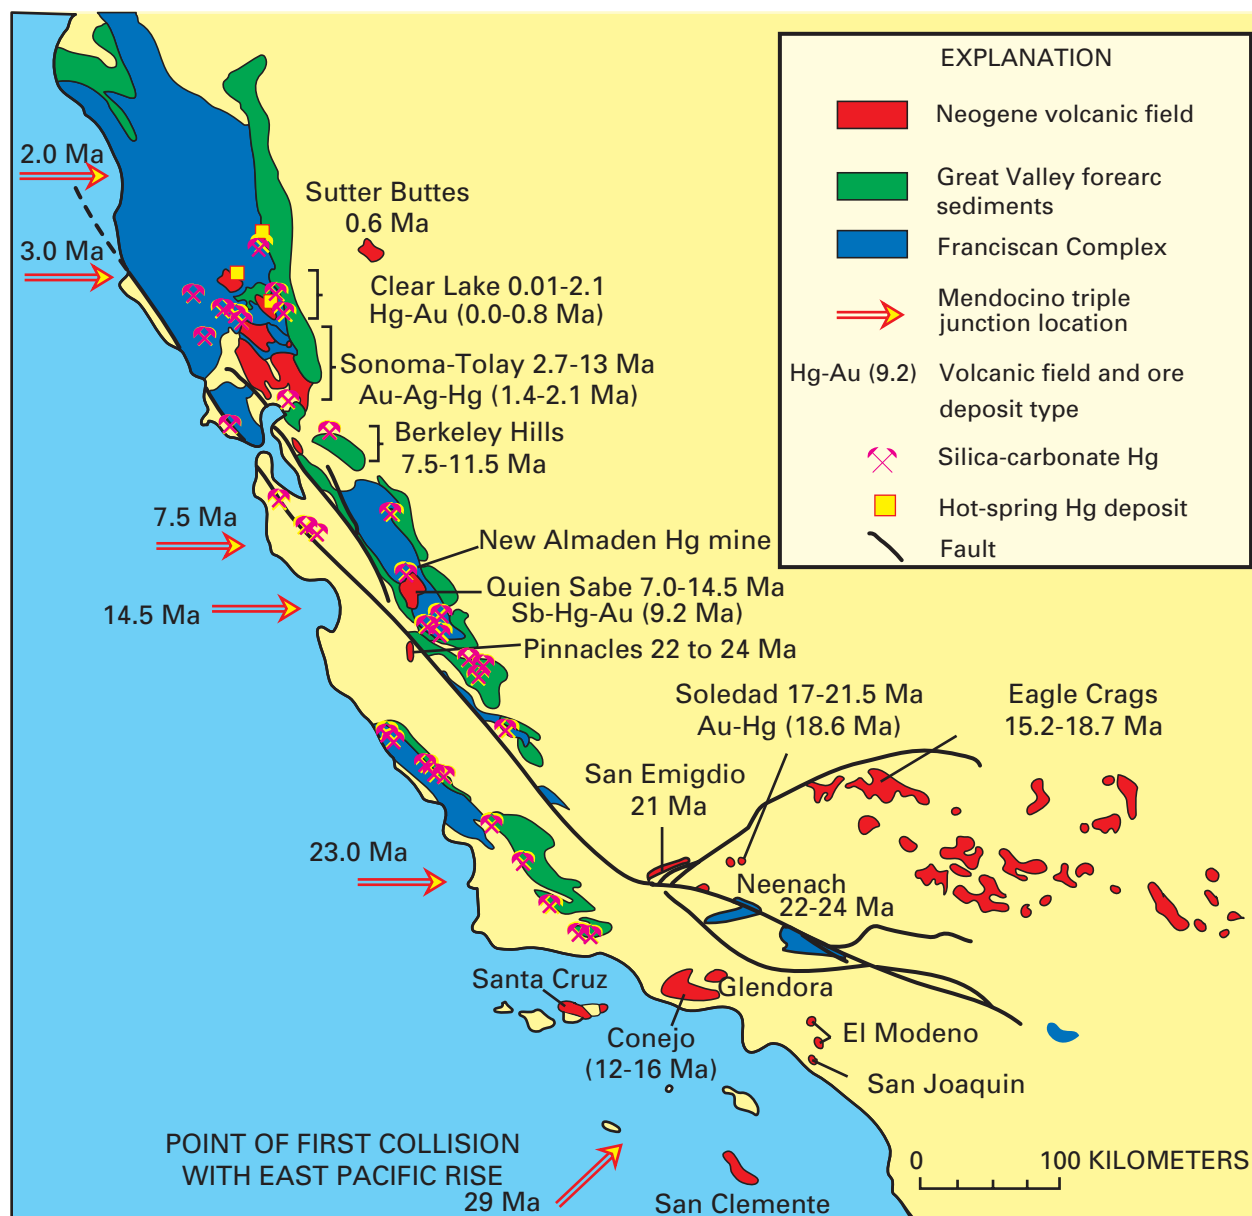 EXPLANATION
Neogene volcanic field
Great Valley forearc
sediments
Franciscan Complex
Mendocino triple
junction location
Hg-Au (9.2)
Volcanic field and ore
deposit type
Silica-carbonate Hg
Hot-spring Hg deposit
Fault
2.0 Ma
Sutter Buttes
0.6 Ma
3.0 Ma
Clear Lake 0.01-2.1
Hg-Au (0.0-0.8 Ma)
Sonoma-Tolay 2.7-13 Ma
Au-Ag-Hg (1.4-2.1 Ma)
Berkeley Hills
7.5-11.5 Ma
7.5 Ma
New Almaden Hg mine
Quien Sabe 7.0-14.5 Ma
Sb-Hg-Au (9.2 Ma)
14.5 Ma
Pinnacles 22 to 24 Ma
Soledad 17-21.5 Ma
Au-Hg (18.6 Ma)
Eagle Crags
15.2-18.7 Ma
San Emigdio
21 Ma
23.0 Ma
Neenach
22-24 Ma
Santa Cruz
Glendora
Conejo
(12-16 Ma)
El Modeno
San Joaquin
POINT OF FIRST COLLISION
WITH EAST PACIFIC RISE
29 Ma
San Clemente
0 100 KILOMETERS